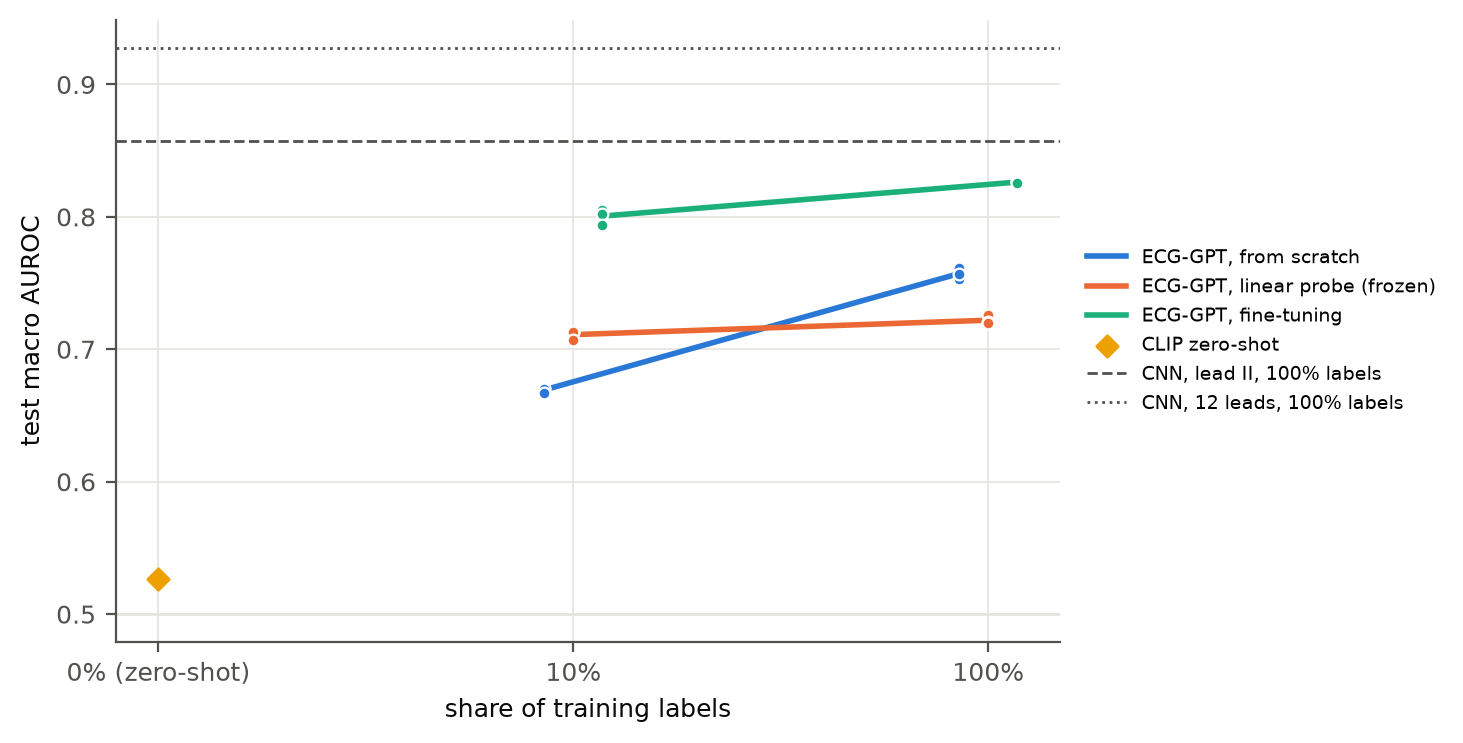 0.9
0.8
0.7
0.6
0.5
test macro AUROC
0% (zero-shot)
10%
100%
share of training labels
ECG-GPT, from scratch
ECG-GPT, linear probe (frozen)
ECG-GPT, fine-tuning
CLIP zero-shot
CNN, lead II, 100% labels
CNN, 12 leads, 100% labels